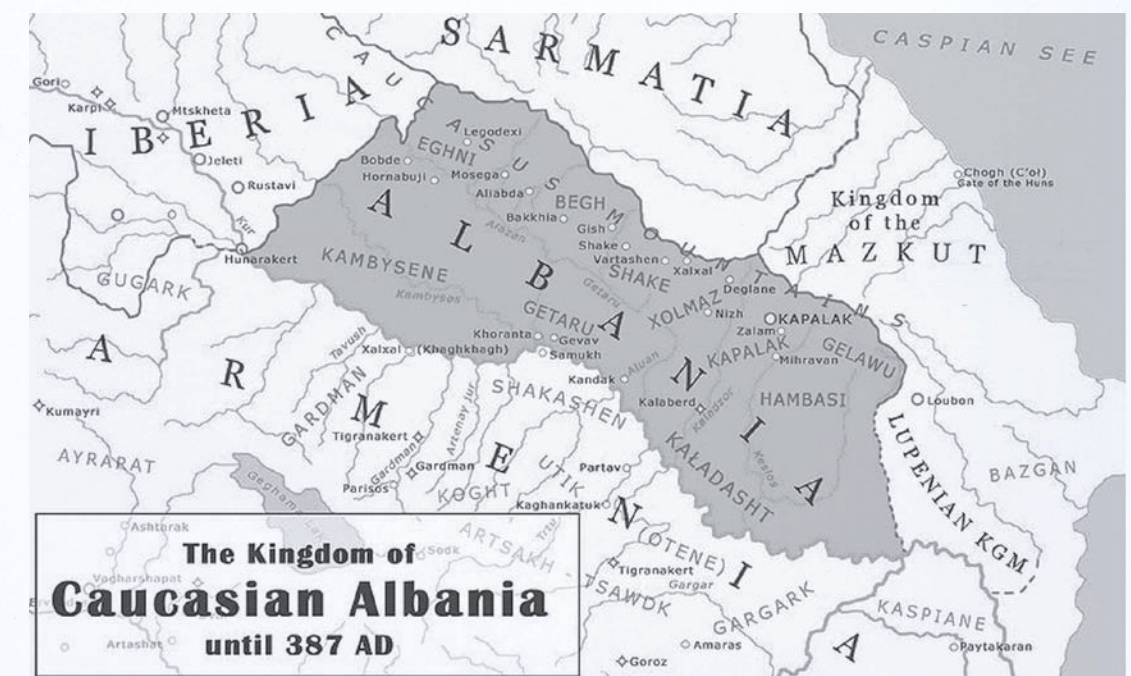 SARMATIA
CASPIAN SEE
CAUCASUS MOUNTAINS
IBERIA
Gori
Karpi
Mtskheta
Jeleti
Rustavi
Kur
Hunarakert
GUGARK
Legodexi
EGHNI
Bobde
Hornabuji
Mosega
Aliabda
BEGH
Bakkhia
Gish
Shake
Vartashen
Xalxal
SHAKE
Alazan
ALBANIA
KAMBYSENE
Kambysos
Getaru
GETARU
Khoranta
Gevav
Samukh
XOLMAZ
Deglane
Nizh
KAPALAK
Zalam
KAPALAK
Mihravan
GELAWU
HAMBASI
Kandak
Aluan
Kalaberd
Kaladzor
Keslos
KAŁADASHT
Chogh (C'oł)
Gate of the Huns
Kingdom
of the
MAZKUT
Loubon
LUPENIAN KGM
BAZGAN
KASPIANE
Paytakaran
ARMENIA
Kumayri
AYRARAT
Tavush
Xalxal (Khaghkhagh)
GARDMAN
Tigranakert
Gardman
Gardman
Parisos
Artenay jur
SHAKASHEN
KOGHT
UTIK
Partav
Kaghankatuk
Trtu
(OTENE)
ARTSAKH -
TSAWDK
Tigranakert
Gargar
GARGARK
Amaras
Goroz
Ashtarak
Vagharshapat
Artashat
Sodk
The Kingdom of
Caucasian Albania
until 387 AD